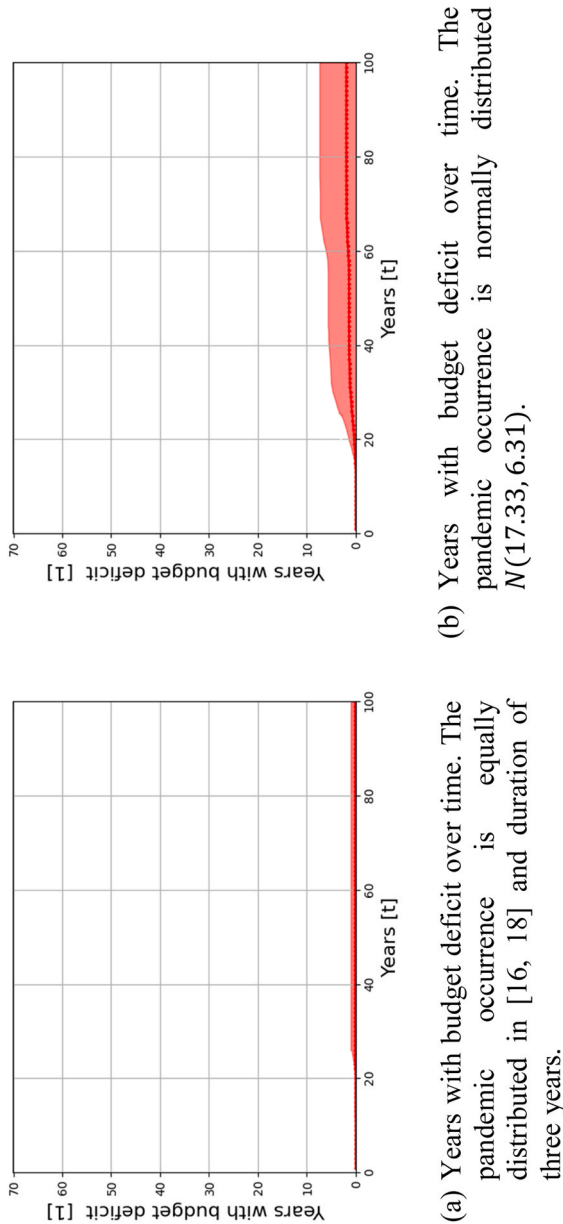 Years with budget deficit [1]
70
60
50
40
30
20
10
0
0 20 40 60 80 100
Years [t]
(a) Years with budget deficit over time. The
pandemic occurrence is equally
distributed in [16, 18] and duration of
three years.
Years with budget deficit [1]
70
60
50
40
30
20
10
0
0 20 40 60 80 100
Years [t]
(b) Years with budget deficit over time. The
pandemic occurrence is normally distributed
N(17.33, 6.31).